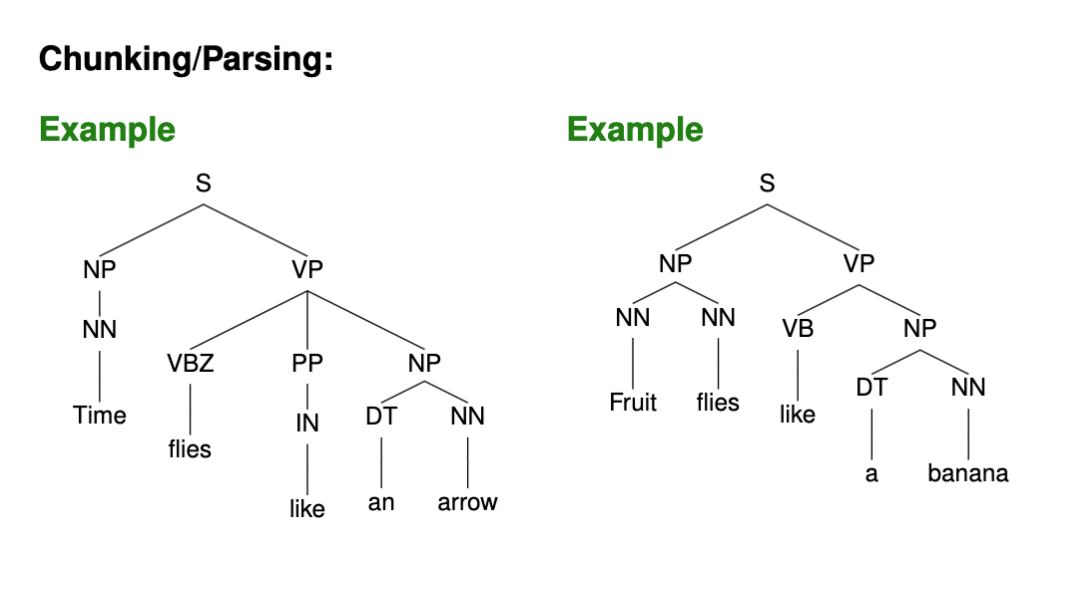 Chunking/Parsing:
Example
S
NP VP
NN
VBZ PP NP
Time
IN DT NN
flies
like an arrow
Example
S
NP VP
NN NN VB NP
DT NN
Fruit flies like
a banana